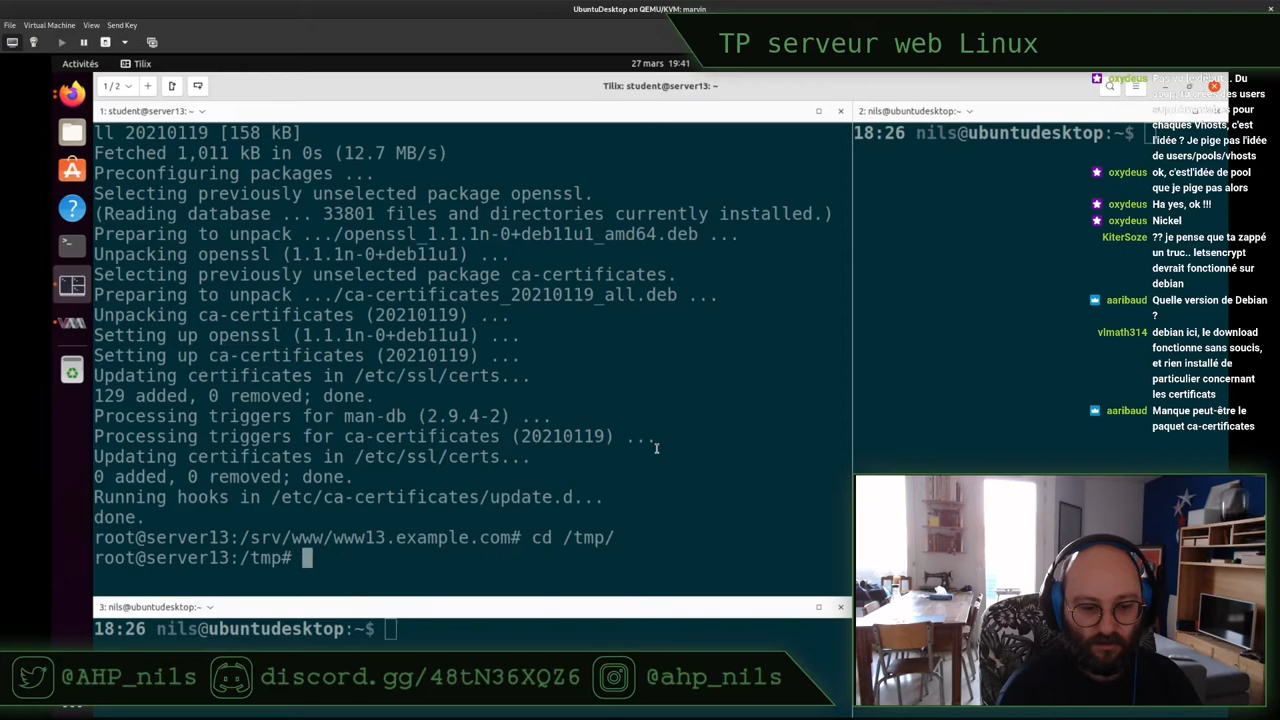 UbuntuDesktop on QEMU/KVM: marvin
File Virtual Machine View Send Key
TP serveur web Linux
Activités Tilix 27 mars 19:41
1/2 Tilix: student@server13: ~
1: student@server13: ~
ll 20210119 [158 kB]
Fetched 1,011 kB in 0s (12.7 MB/s)
Preconfiguring packages ...
Selecting previously unselected package openssl.
(Reading database ... 33801 files and directories currently installed.)
Preparing to unpack .../openssl_1.1.1n-0+deb11u1_amd64.deb ...
Unpacking openssl (1.1.1n-0+deb11u1) ...
Selecting previously unselected package ca-certificates.
Preparing to unpack .../ca-certificates_20210119_all.deb ...
Unpacking ca-certificates (20210119) ...
Setting up openssl (1.1.1n-0+deb11u1) ...
Setting up ca-certificates (20210119) ...
Updating certificates in /etc/ssl/certs...
129 added, 0 removed; done.
Processing triggers for man-db (2.9.4-2) ...
Processing triggers for ca-certificates (20210119) ...
Updating certificates in /etc/ssl/certs...
0 added, 0 removed; done.
Running hooks in /etc/ca-certificates/update.d...
done.
root@server13:/srv/www/www13.example.com# cd /tmp/
root@server13:/tmp#
2: nils@ubuntudesktop: ~
18:26 nils@ubuntudesktop:~$
3: nils@ubuntudesktop: ~
18:26 nils@ubuntudesktop:~$
oxydeus Pas vu le début... Du
users
pour
chaques Vhosts, c'est
l'idée ? Je pige pas l'idée
de users/pools/vhosts
oxydeus ok, c'estl'idée de pool
que je pige pas alors
oxydeus Ha yes, ok !!!
oxydeus Nickel
KiterSoze ?? je pense que ta zappé
un truc.. letsencrypt
devrait fonctionné sur
debian
aaribaud Quelle version de Debian
?
vlmath314 debian ici, le download
fonctionne sans soucis,
et rien installé de
particulier concernant
les certificats
aaribaud Manque peut-être le
paquet ca-certificates
@AHP_nils discord.gg/48tN36XQZ6 @ahp_nils